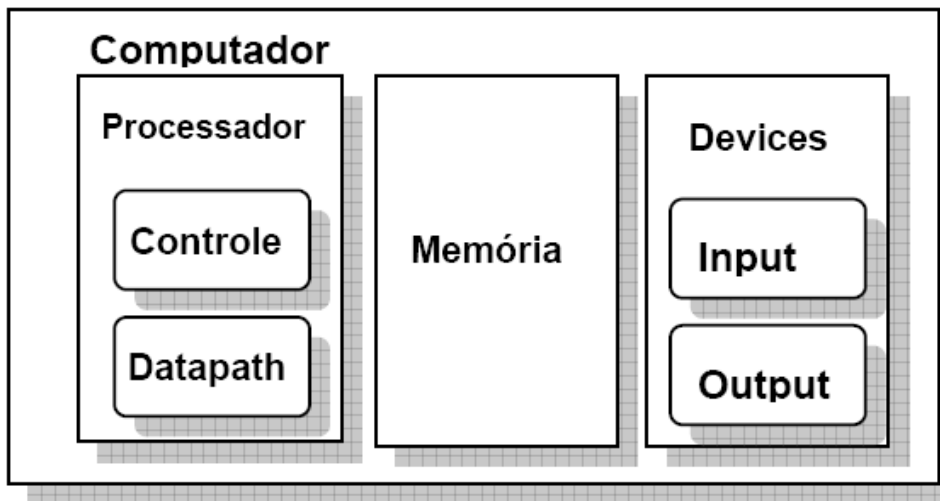 Computador
Processador
Controle
Datapath
Memória
Devices
Input
Output